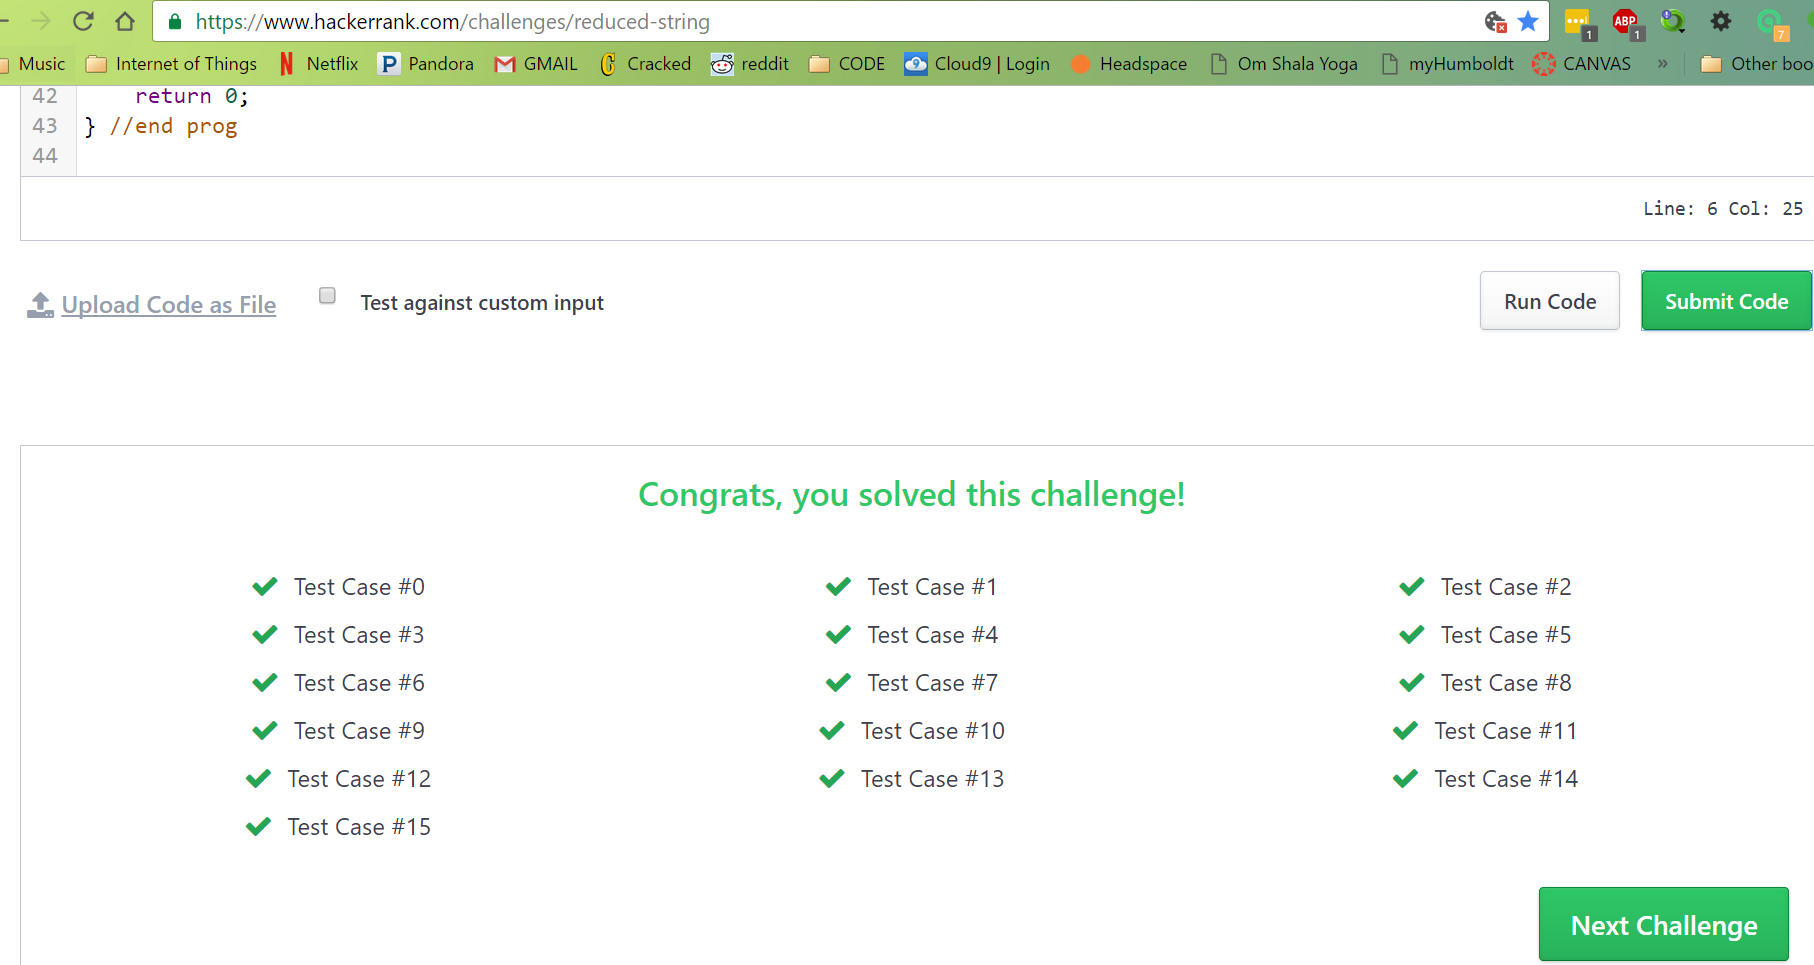 https://www.hackerrank.com/challenges/reduced-string
ABP
1
1
7
Music Internet of Things Netflix Pandora GMAIL Cracked reddit CODE Cloud9 | Login Headspace Om Shala Yoga myHumboldt CANVAS » Other boo
42 return 0;
43 } //end prog
44
Line: 6 Col: 25
Upload Code as File Test against custom input Run Code Submit Code
Congrats, you solved this challenge!
Test Case #0 Test Case #1 Test Case #2
Test Case #3 Test Case #4 Test Case #5
Test Case #6 Test Case #7 Test Case #8
Test Case #9 Test Case #10 Test Case #11
Test Case #12 Test Case #13 Test Case #14
Test Case #15
Next Challenge